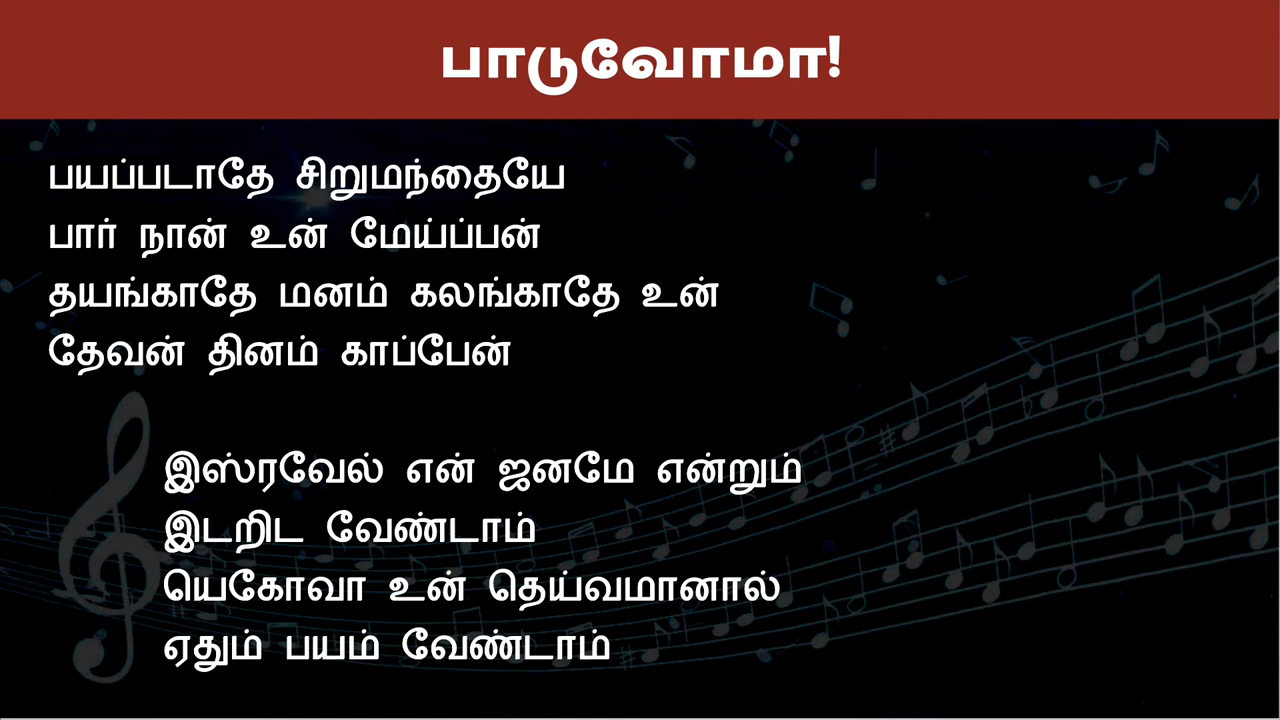 பாடுவோமா!
பயப்படாதே சிறுமந்தையே
பார் நான் உன் மேய்ப்பன்
தயங்காதே மனம் கலங்காதே உன்
தேவன் தினம் காப்பேன்
இஸ்ரவேல் என் ஜனமே என்றும்
இடறிட வேண்டாம்
யெகோவா உன் தெய்வமானால்
ஏதும் பயம் வேண்டாம்